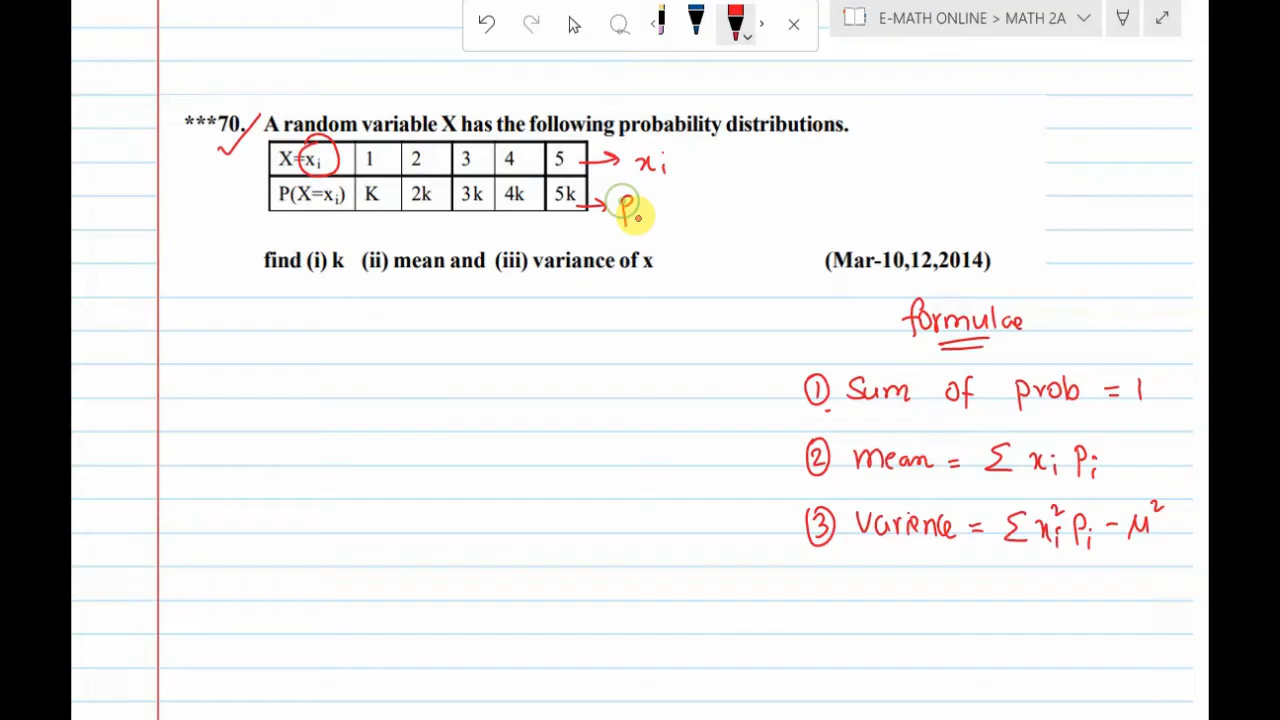 E-MATH ONLINE > MATH 2A
***70. A random variable X has the following probability distributions.
X=xᵢ 1 2 3 4 5 → xᵢ
P(X=xᵢ) K 2k 3k 4k 5k → P
find (i) k (ii) mean and (iii) variance of x (Mar-10,12,2014)
formulae
① Sum of prob = 1
② mean = Σ xᵢ Pᵢ
③ Varience = Σ xᵢ² Pᵢ - μ²